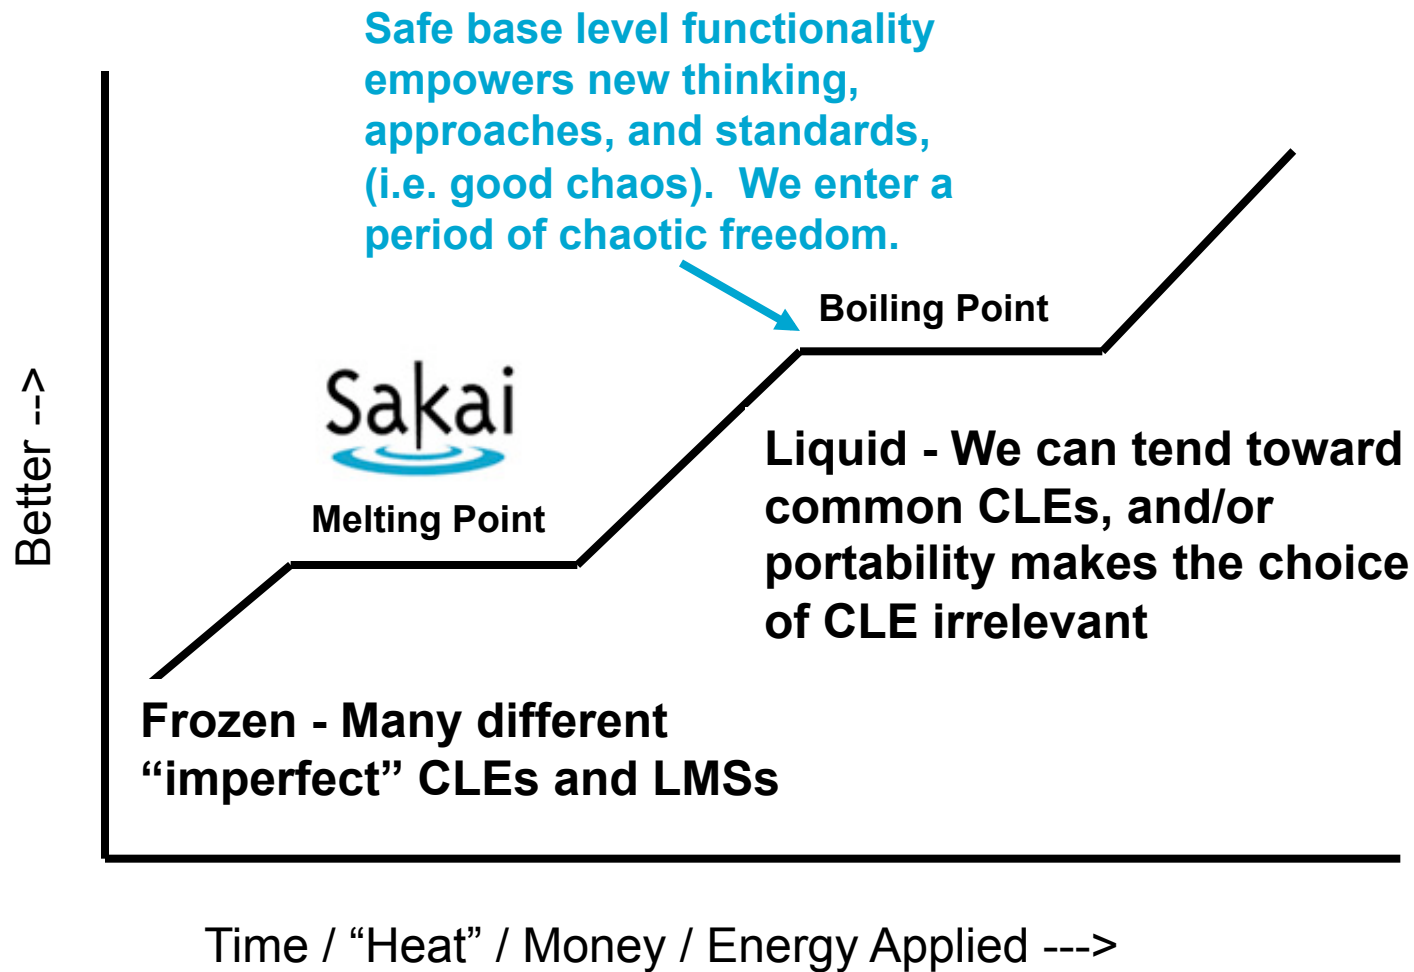 Safe base level functionality
empowers new thinking,
approaches, and standards,
(i.e. good chaos).  We enter a
period of chaotic freedom.
Boiling Point
Sakai
Melting Point
Better -->
Liquid - We can tend toward
common CLEs, and/or
portability makes the choice
of CLE irrelevant
Frozen - Many different
“imperfect” CLEs and LMSs
Time / “Heat” / Money / Energy Applied --->